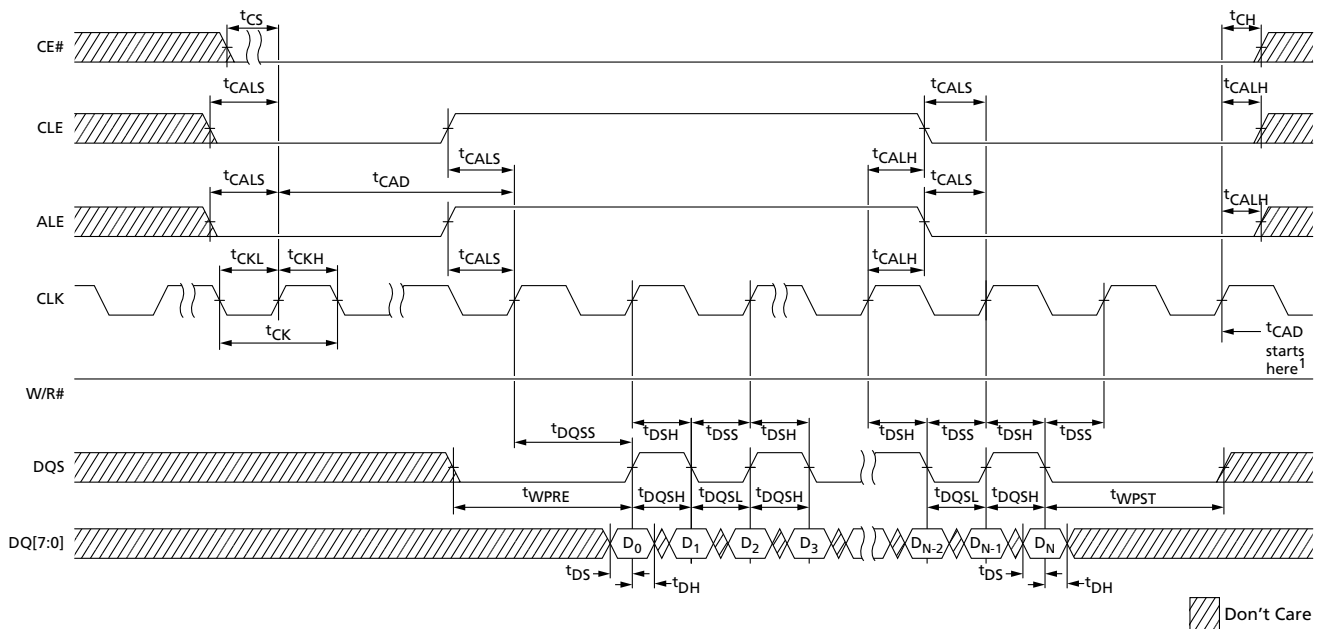 tCS
tCH
CE#
tCALS
tCALS
tCALH
CLE
tCALS
tCALH
tCALS
tCAD
tCALS
tCALH
ALE
tCKL
tCKH
tCALS
tCALH
CLK
tCK
tCAD
starts
here1
W/R#
tDQSS
tDSH
tDSS
tDSH
tDSH
tDSS
tDSH
tDSS
DQS
tWPRE
tDQSH
tDQSL
tDQSH
tDQSL
tDQSH
tWPST
DQ[7:0]
D0
D1
D2
D3
DN-2
DN-1
DN
tDS
tDH
tDS
tDH
Don't Care